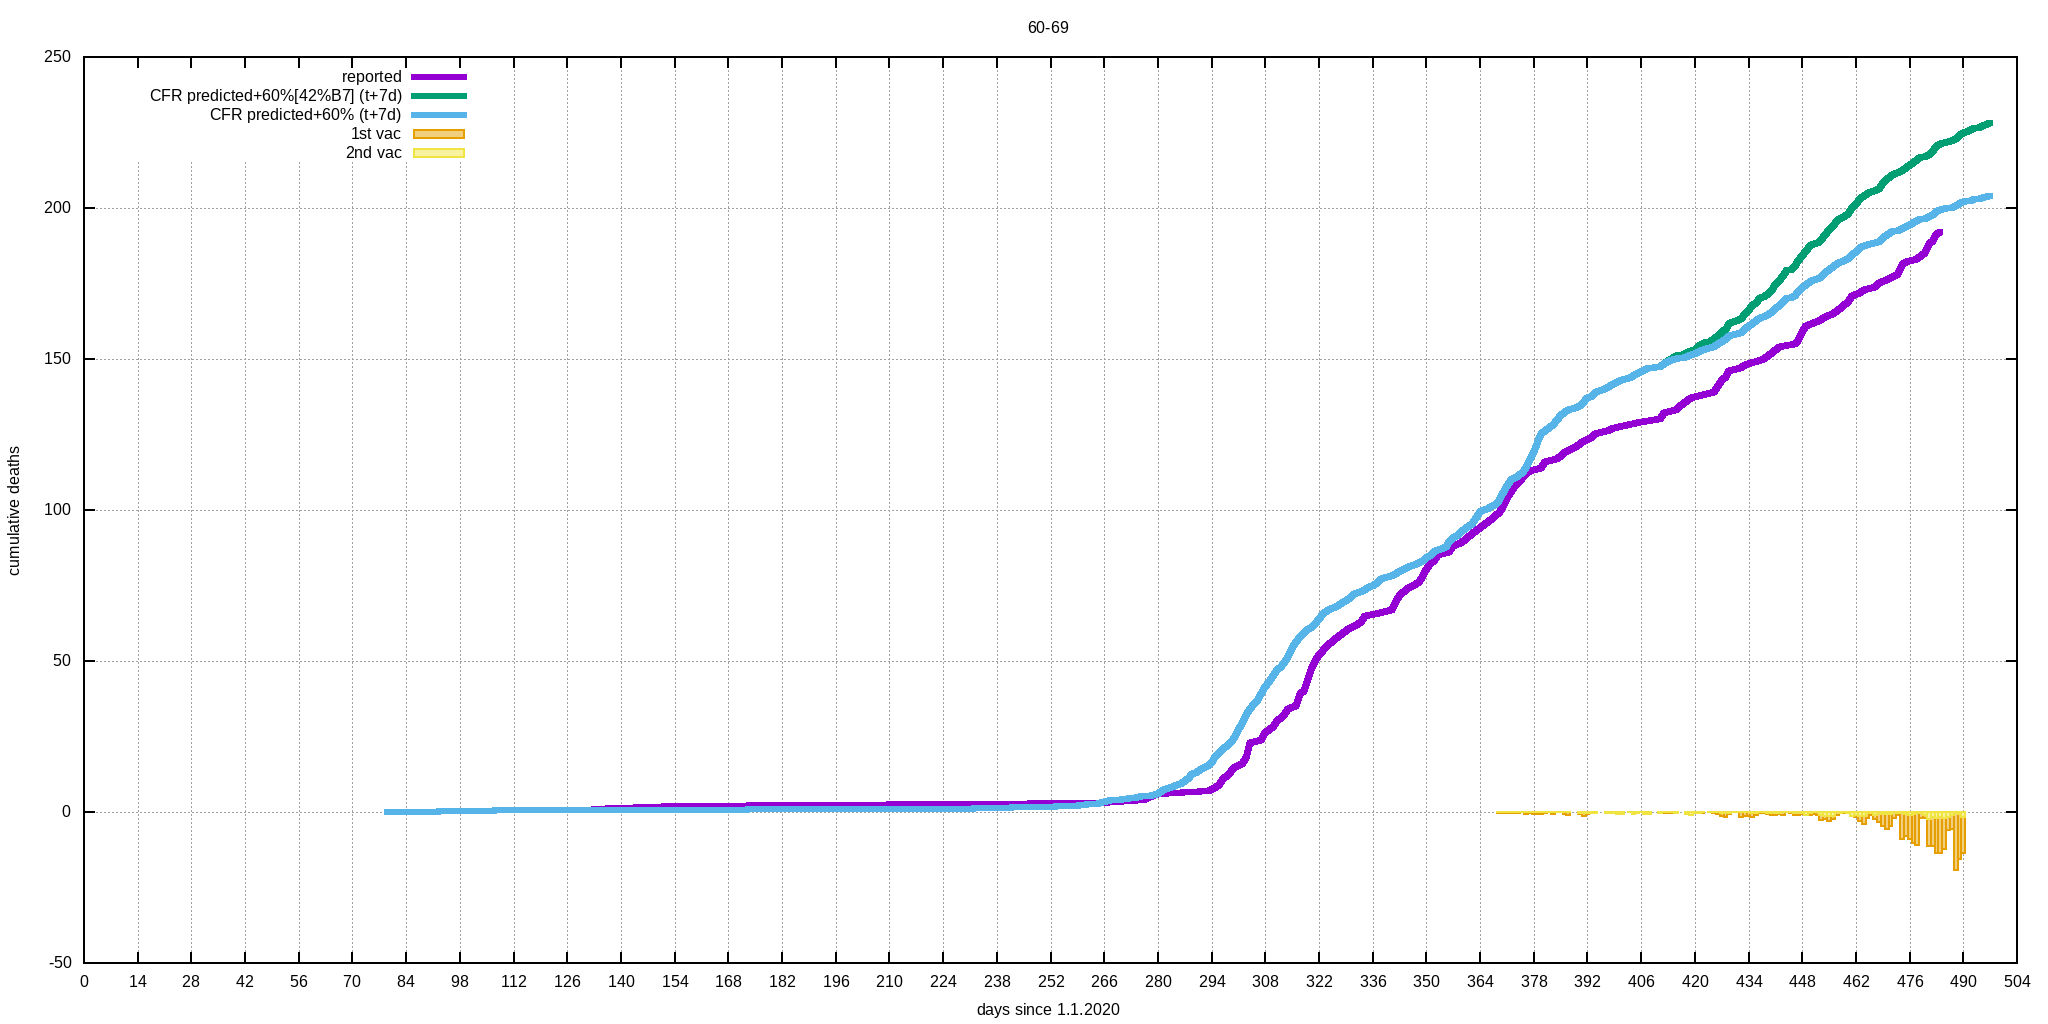 60-69
250
200
150
100
50
0
-50
reported
CFR predicted+60%[42%B7] (t+7d)
CFR predicted+60% (t+7d)
1st vac
2nd vac
cumulative deaths
0 14 28 42 56 70 84 98 112 126 140 154 168 182 196 210 224 238 252 266 280 294 308 322 336 350 364 378 392 406 420 434 448 462 476 490 504
days since 1.1.2020